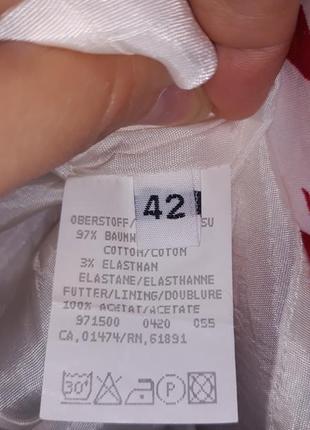 42
OBERSTOFF/ SU
97% BAUMW
COTTON/COTON
3% ELASTHAN
ELASTANE/ELASTHANNE
FUTTER/LINING/DOUBLURE
100% ACETAT/ACETATE
971500 0420 055
CA,01474/RN,61891
30° P